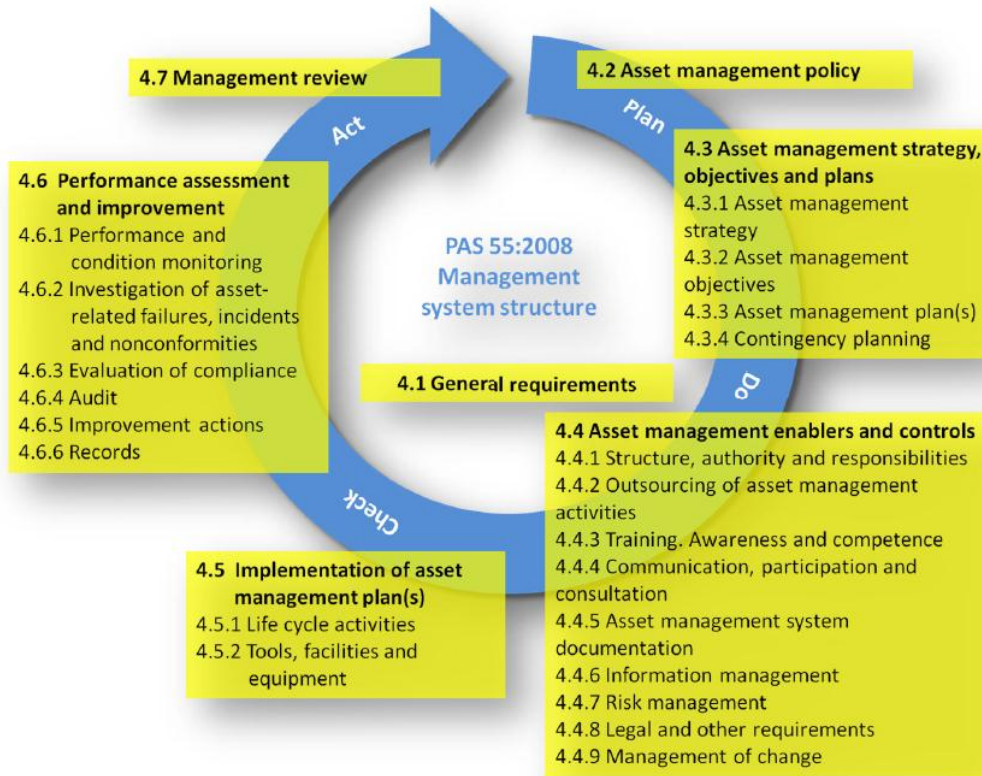 4.7 Management review
4.2 Asset management policy
Act
Plan
4.3 Asset management strategy,
objectives and plans
4.3.1 Asset management
strategy
4.3.2 Asset management
objectives
4.3.3 Asset management plan(s)
4.3.4 Contingency planning
4.6 Performance assessment
and improvement
4.6.1 Performance and
condition monitoring
4.6.2 Investigation of asset-
related failures, incidents
and nonconformities
4.6.3 Evaluation of compliance
4.6.4 Audit
4.6.5 Improvement actions
4.6.6 Records
PAS 55:2008
Management
system structure
4.1 General requirements
Do
4.4 Asset management enablers and controls
4.4.1 Structure, authority and responsibilities
4.4.2 Outsourcing of asset management
activities
4.4.3 Training. Awareness and competence
4.4.4 Communication, participation and
consultation
4.4.5 Asset management system
documentation
4.4.6 Information management
4.4.7 Risk management
4.4.8 Legal and other requirements
4.4.9 Management of change
Check
4.5 Implementation of asset
management plan(s)
4.5.1 Life cycle activities
4.5.2 Tools, facilities and
equipment